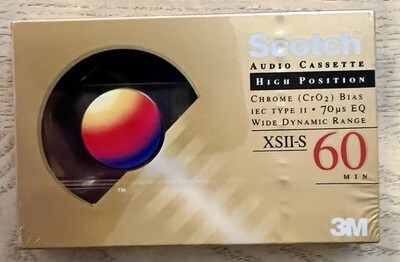 Scotch™
AUDIO CASSETTE
HIGH POSITION
CHROME (CrO2) BIAS
IEC TYPE II • 70µs EQ
WIDE DYNAMIC RANGE
XSII-S 60
MIN
™
3M